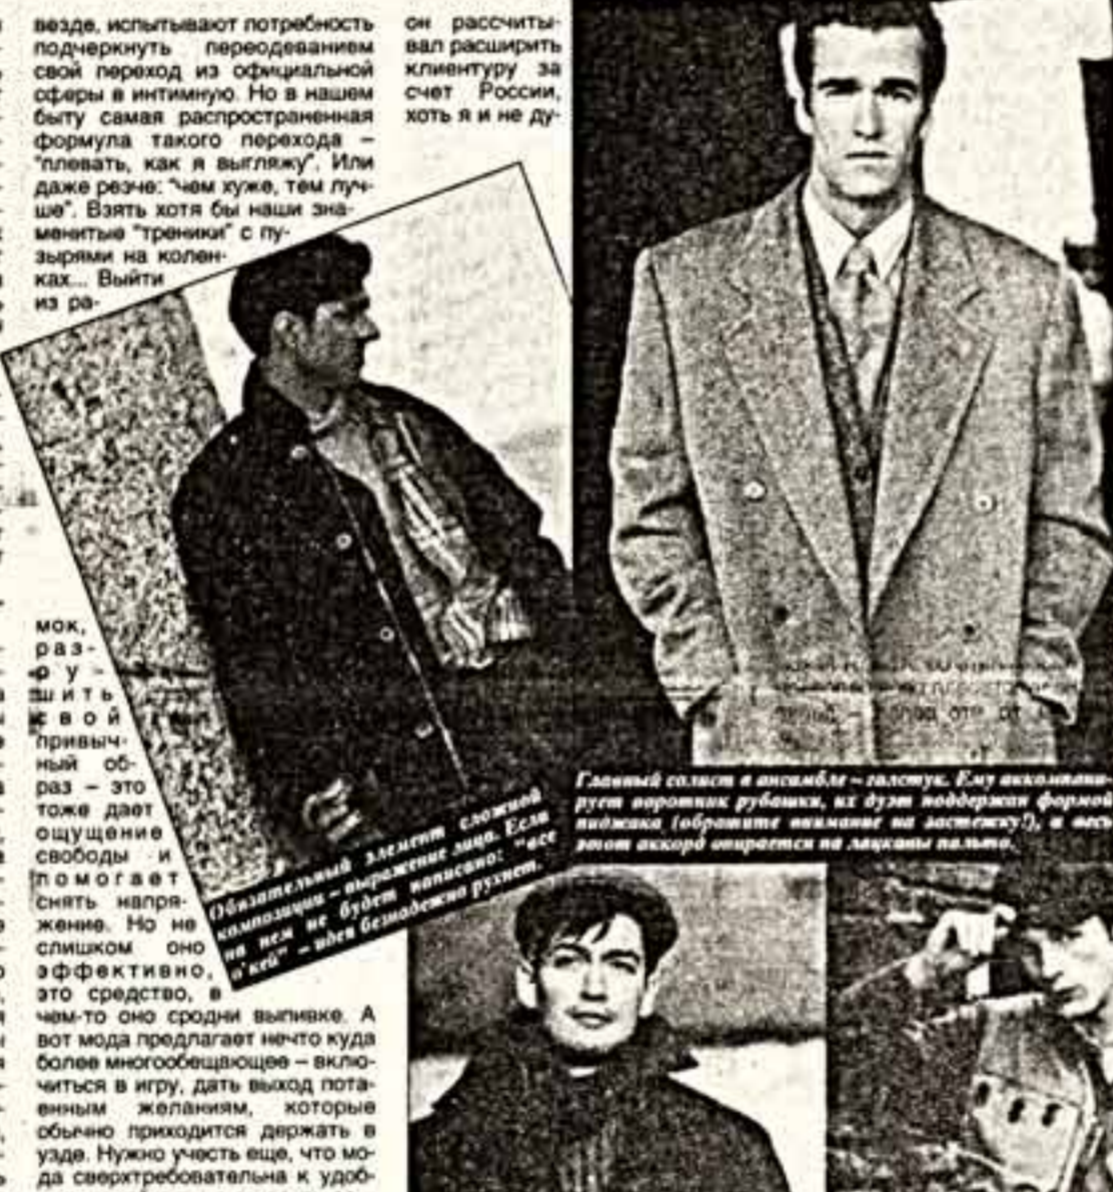 везде, испытывают потребность
подчеркнуть переодеванием
свой переход из официальной
сферы в интимную. Но в нашем
быту самая распространенная
формула такого перехода –
"плевать, как я выгляжу". Или
даже резче: "чем хуже, тем луч-
ше". Взять хотя бы наши зна-
менитые "треники" с пу-
зырями на колен-
ках... Выйти
из ра-
мок,
раз-
ру-
шить
свой
привыч-
ный об-
раз – это
тоже дает
ощущение
свободы и
помогает
снять напря-
жение. Но не
слишком оно
эффективно,
это средство, в
чем-то оно сродни выпивке. А
вот мода предлагает нечто куда
более многообещающее – вклю-
читься в игру, дать выход пота-
енным желаниям, которые
обычно приходится держать в
узде. Нужно учесть еще, что мо-
да сверхтребовательна к удоб-
он рассчиты-
вал расширить
клиентуру за
счет России,
хоть я и не ду-
Обязательный элемент сложной
композиции – выражение лица. Если
на нем не будет написано: "все
о'кей" – идея безнадежно рухнет.
Главный солист в ансамбле – галстук. Ему аккомпани-
рует воротник рубашки, их дуэт поддержан формой
пиджака (обратите внимание на застежку!), и весь
этот аккорд опирается на лацканы пальто.